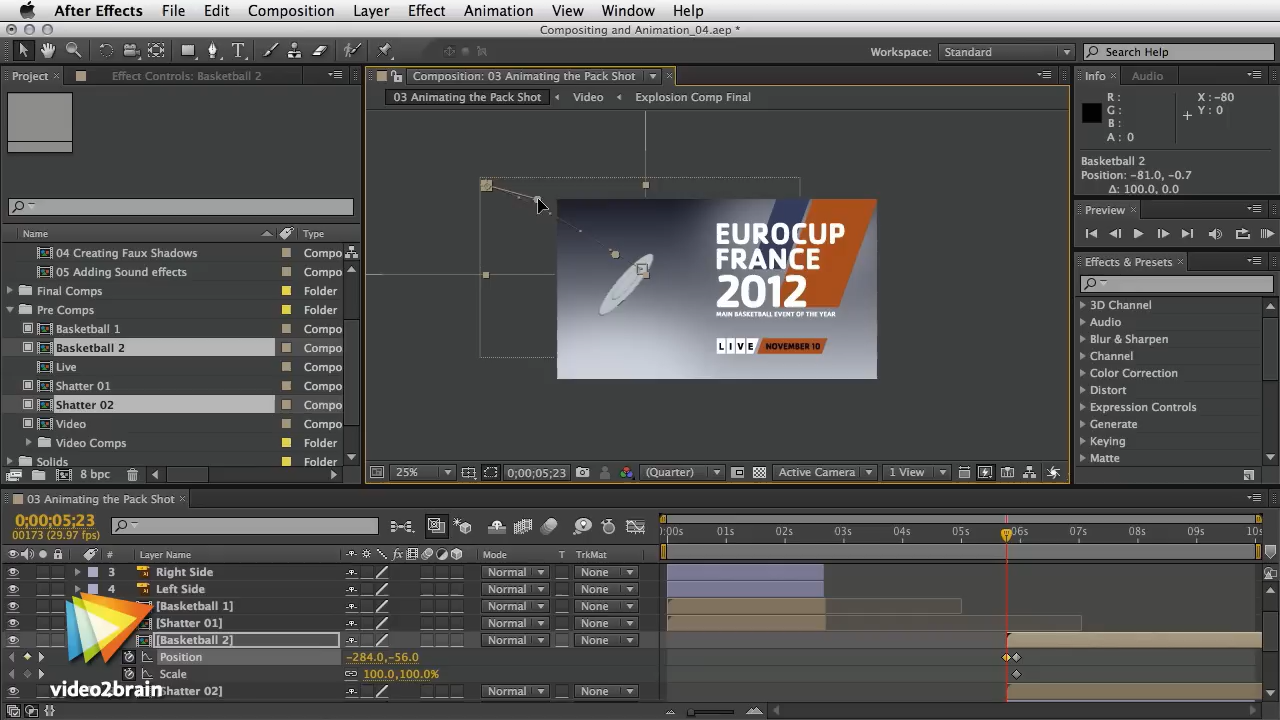 After Effects File Edit Composition Layer Effect Animation View Window Help
Compositing and Animation_04.aep *
Workspace: Standard Search Help
Project Effect Controls: Basketball 2
Composition: 03 Animating the Pack Shot
Info Audio
03 Animating the Pack Shot Video Explosion Comp Final
R: X: -80
G: Y: 0
B:
A: 0
Basketball 2
Position: -81.0, -0.7
Δ: 100.0, 0.0
Preview
Name Type
04 Creating Faux Shadows Compo
05 Adding Sound effects Compo
Final Comps Folder
Pre Comps Folder
Basketball 1 Compo
Basketball 2 Compo
Live Compo
Shatter 01 Compo
Shatter 02 Compo
Video Compo
Video Comps Folder
Solids Folder
8 bpc
EUROCUP
FRANCE
2012
MAIN BASKETBALL EVENT OF THE YEAR
LIVE NOVEMBER 10
25% 0;00;05;23 (Quarter) Active Camera 1 View
Effects & Presets
3D Channel
Audio
Blur & Sharpen
Channel
Color Correction
Distort
Expression Controls
Generate
Keying
Matte
03 Animating the Pack Shot
0;00;05;23
00173 (29.97 fps)
:00s 01s 02s 03s 04s 05s 06s 07s 08s 09s 10s
# Layer Name fx Mode T TrkMat
3 Right Side Normal None
4 Left Side Normal None
[Basketball 1] Normal None
[Shatter 01] Normal None
[Basketball 2] Normal None
Position -284.0,-56.0
Scale 100.0,100.0%
Shatter 02] Normal None
video2brain